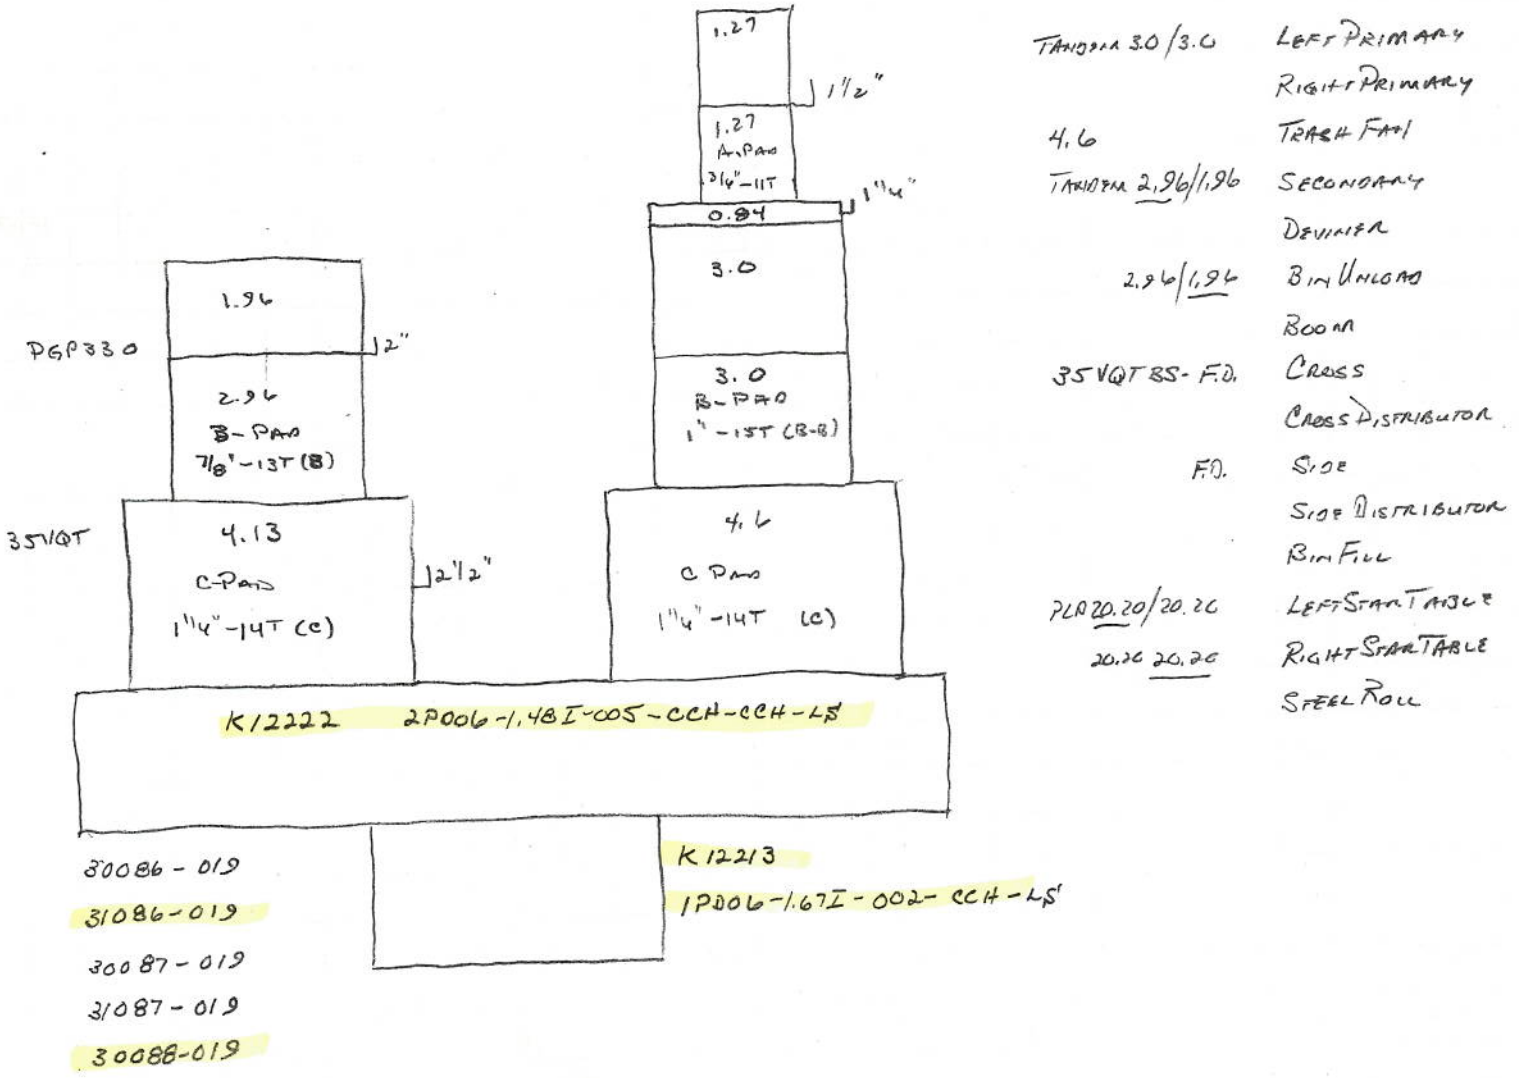 1.27
1 1/2"
1.27
A-PAD
3/4"-11T
1 1/4"
0.84
3.0
3.0
B-PAD
1"-15T (B-B)
1.96
PGP330
2"
2.96
B-PAD
7/8"-13T (B)
35VQT
4.13
C-PAD
1 1/4"-14T (C)
2 1/2"
4.6
C PAD
1 1/4"-14T (C)
K12222 2PD06-1.48I-005-CCH-CCH-LS
K12213
1PD06-1.67I-002-CCH-LS
30086-019
31086-019
30087-019
31087-019
30088-019
TANDEM 3.0/3.0 LEFT PRIMARY
RIGHT PRIMARY
4.6 TRASH FAN
TANDEM 2.96/1.96 SECONDARY
DEVINER
2.96/1.96 BIN UNLOAD
BOOM
35VQTBS-F.D. CROSS
CROSS DISTRIBUTOR
F.D. SIDE
SIDE DISTRIBUTOR
BIN FILL
PLP20.20/20.20 LEFT STAR TABLE
20.20 20.20 RIGHT STAR TABLE
STEEL ROLL